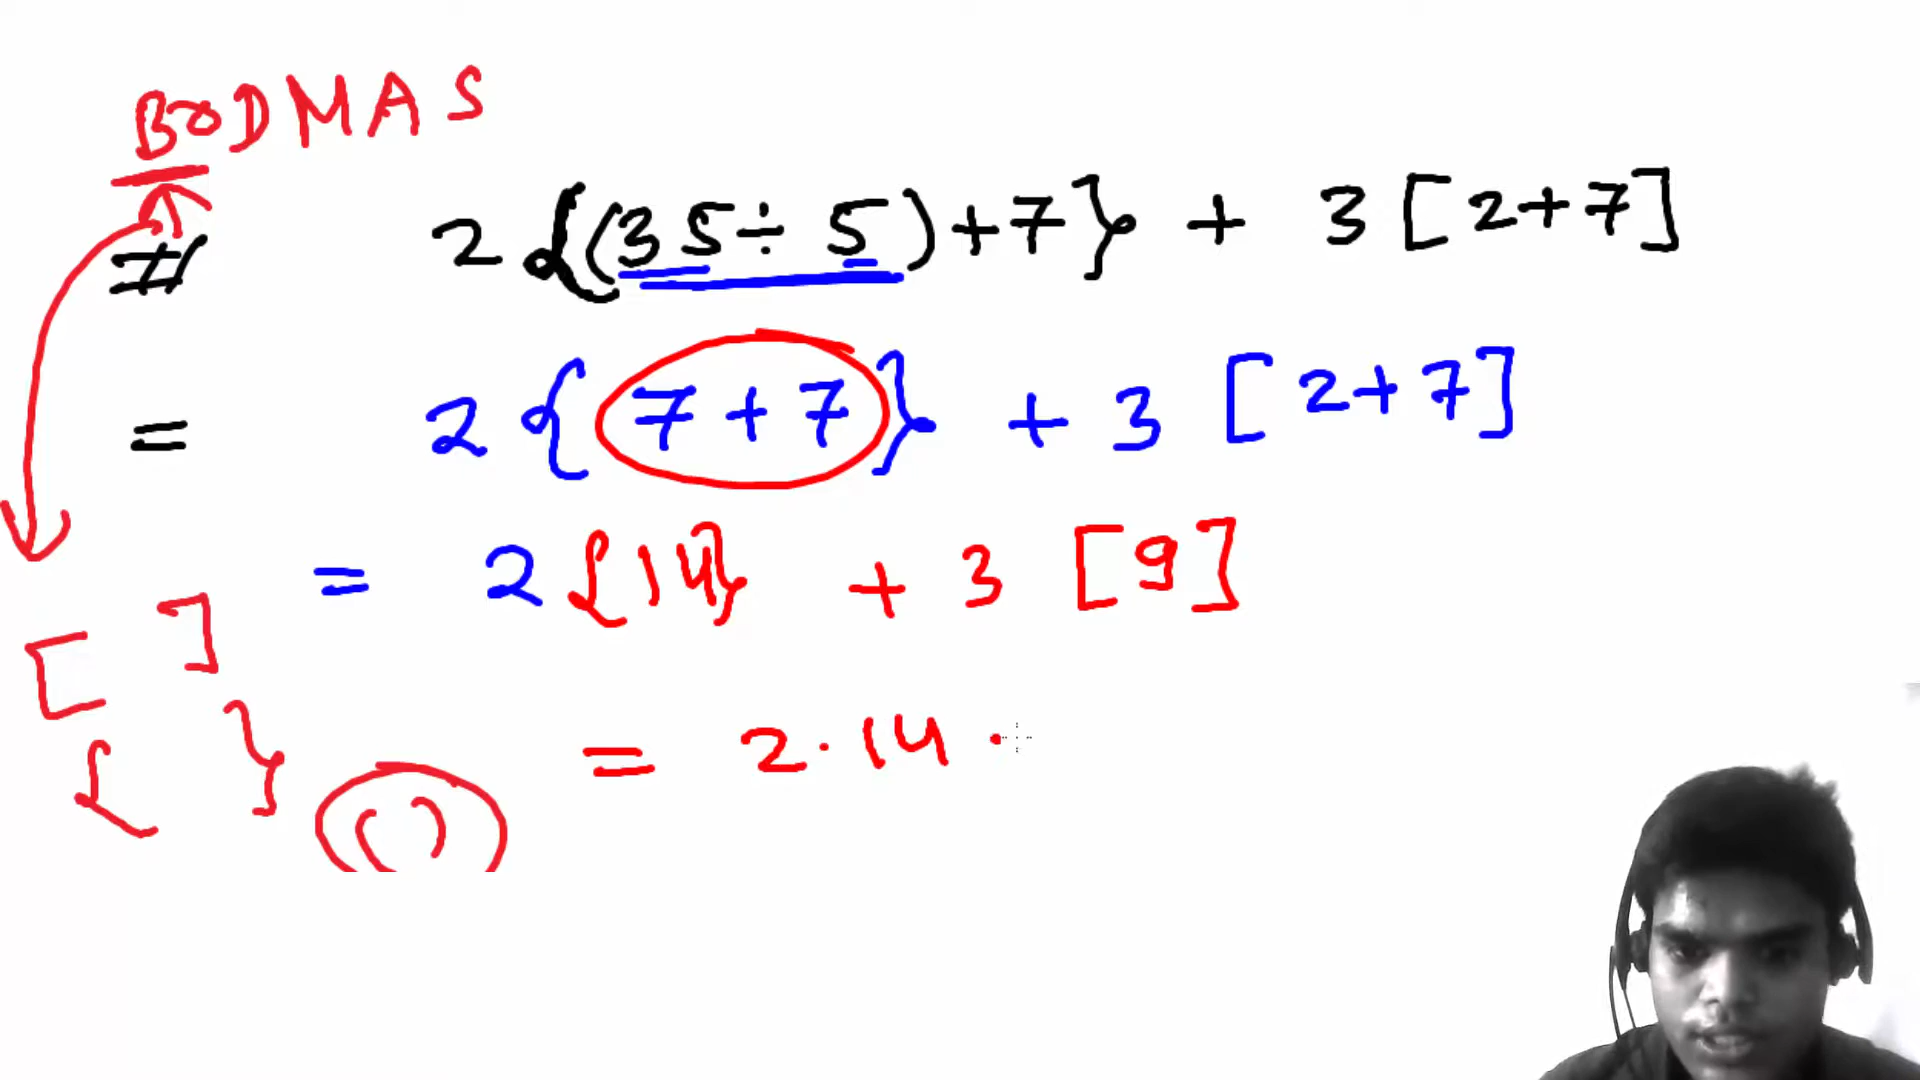 BODMAS
# 2{(35÷5)+7} + 3[2+7]
= 2{7+7} + 3[2+7]
= 2{14} + 3[9]
[ ]
= 2·14 ·
{ }
( )